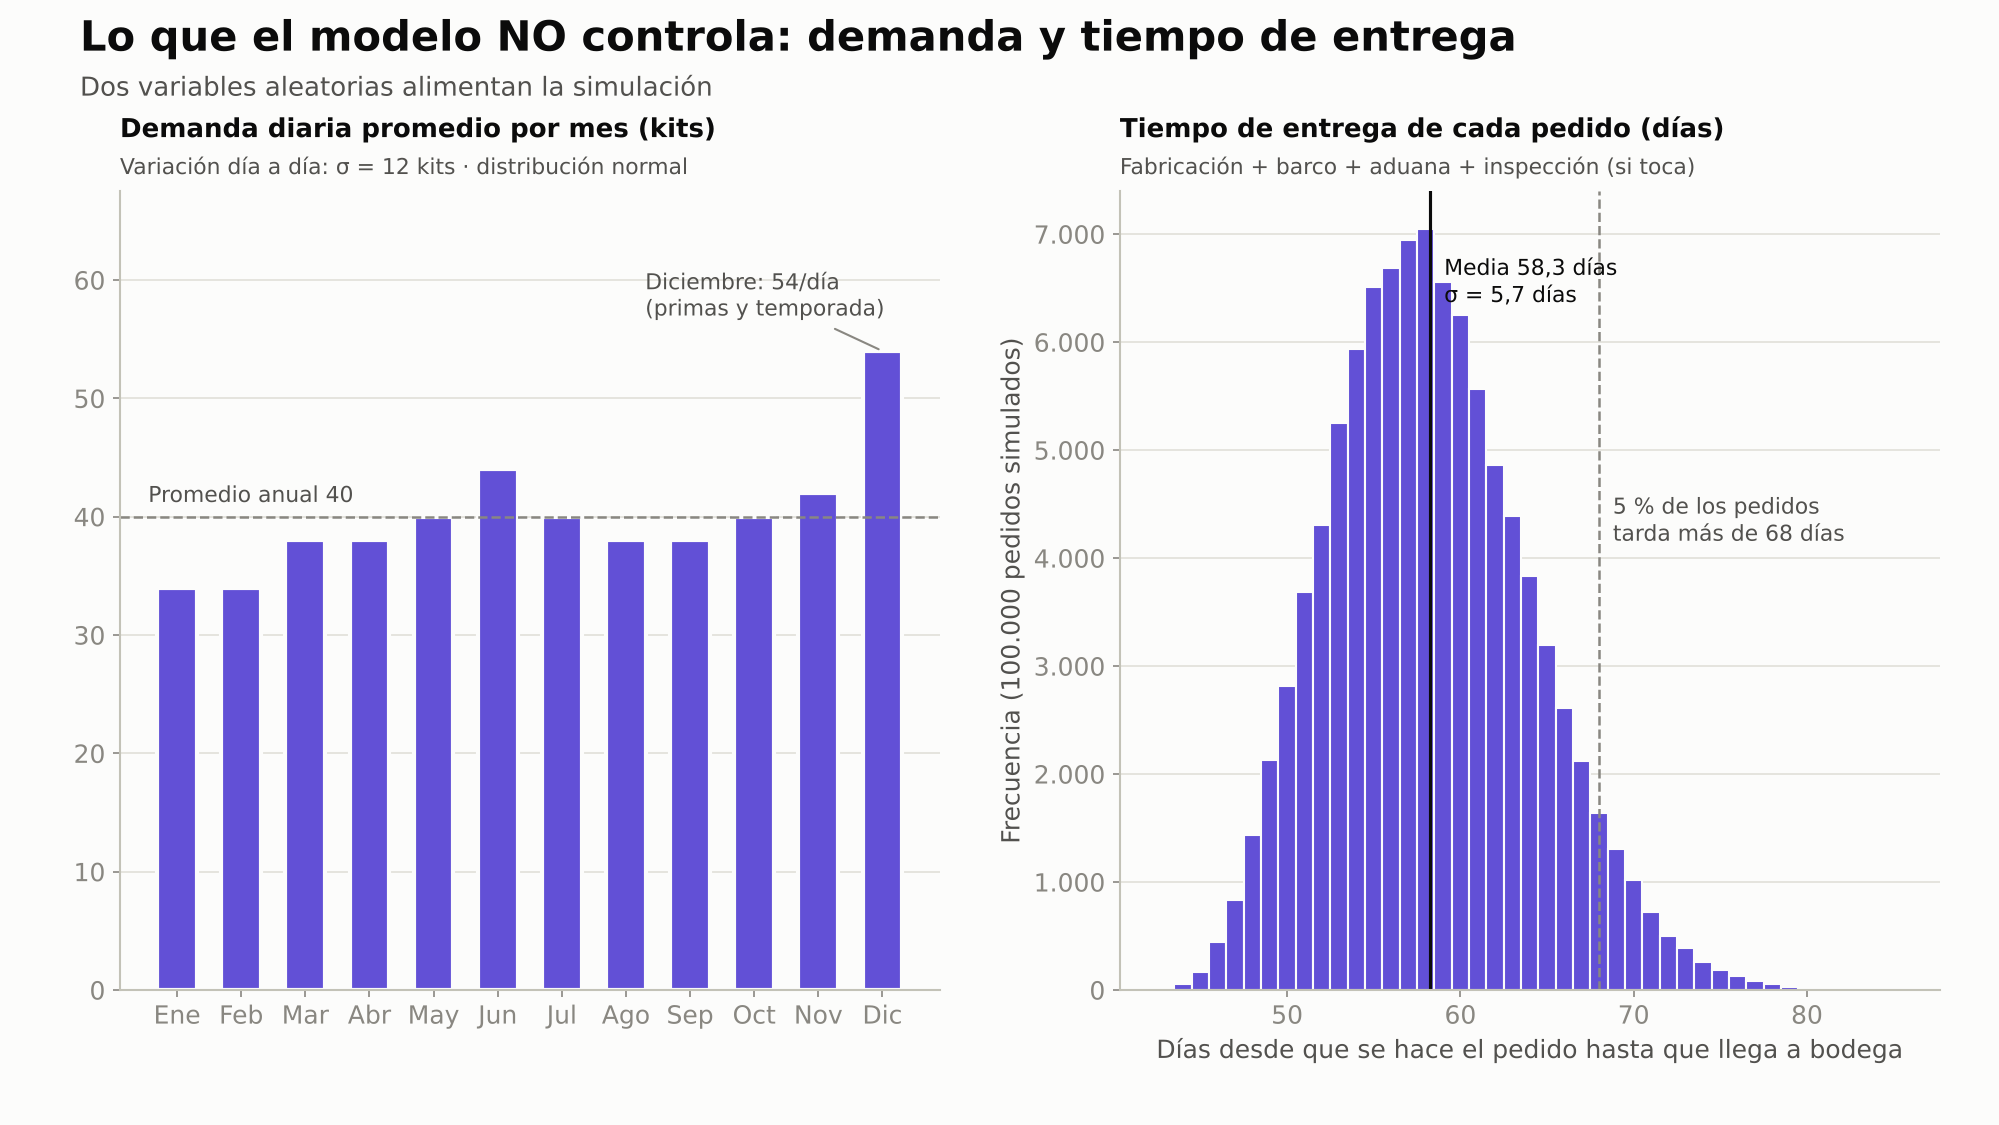 Lo que el modelo NO controla: demanda y tiempo de entrega
Dos variables aleatorias alimentan la simulación
Demanda diaria promedio por mes (kits)
Variación día a día: σ = 12 kits · distribución normal
60
50
40
30
20
10
0
Diciembre: 54/día
(primas y temporada)
Promedio anual 40
Ene Feb Mar Abr May Jun Jul Ago Sep Oct Nov Dic
Tiempo de entrega de cada pedido (días)
Fabricación + barco + aduana + inspección (si toca)
Frecuencia (100.000 pedidos simulados)
7.000
6.000
5.000
4.000
3.000
2.000
1.000
0
Media 58,3 días
σ = 5,7 días
5 % de los pedidos
tarda más de 68 días
50 60 70 80
Días desde que se hace el pedido hasta que llega a bodega